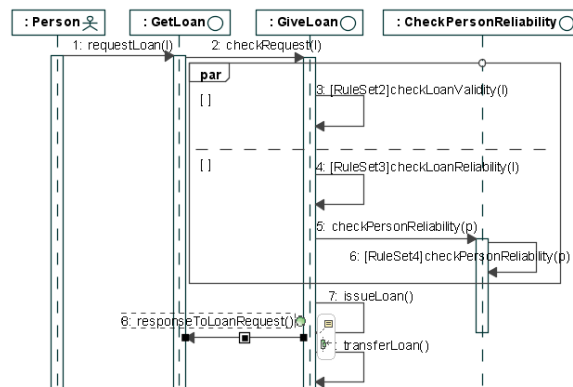 : Person
: GetLoan
: GiveLoan
: CheckPersonReliability
1: requestLoan(l)
2: checkRequest(l)
par
[ ]
3: [RuleSet2]checkLoanValidity(l)
[ ]
4: [RuleSet3]checkLoanReliability(l)
5: checkPersonReliability(p)
6: [RuleSet4]checkPersonReliability(p)
7: issueLoan()
8: responseToLoanRequest()
transferLoan()